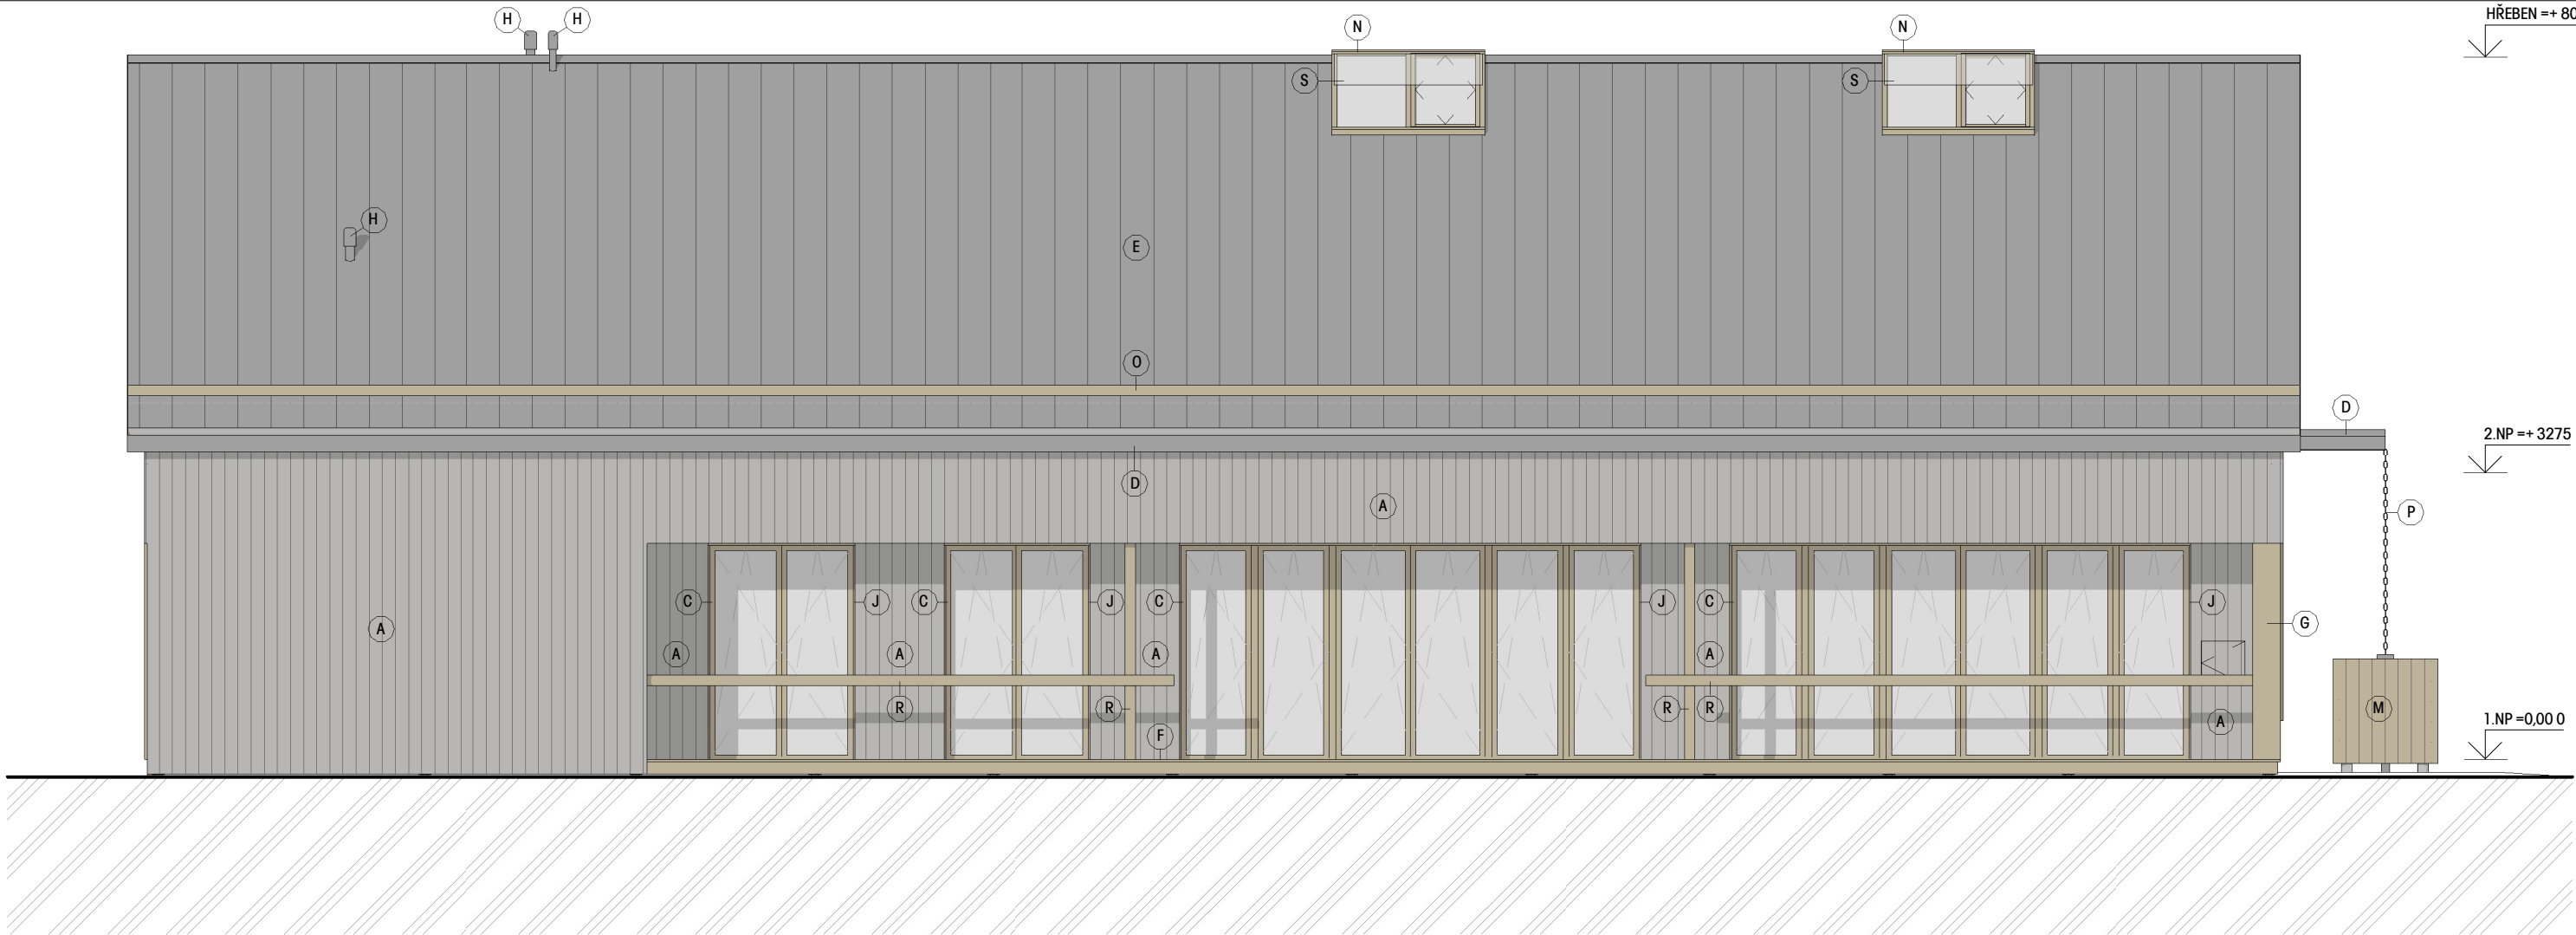 H H N N HŘEBEN =+ 80
S S
H
E
O
D
2.NP =+ 3275
D
A
P
C J C J C J C J
G
A A A A A
R R R R M
A
F
1.NP =0,00 0